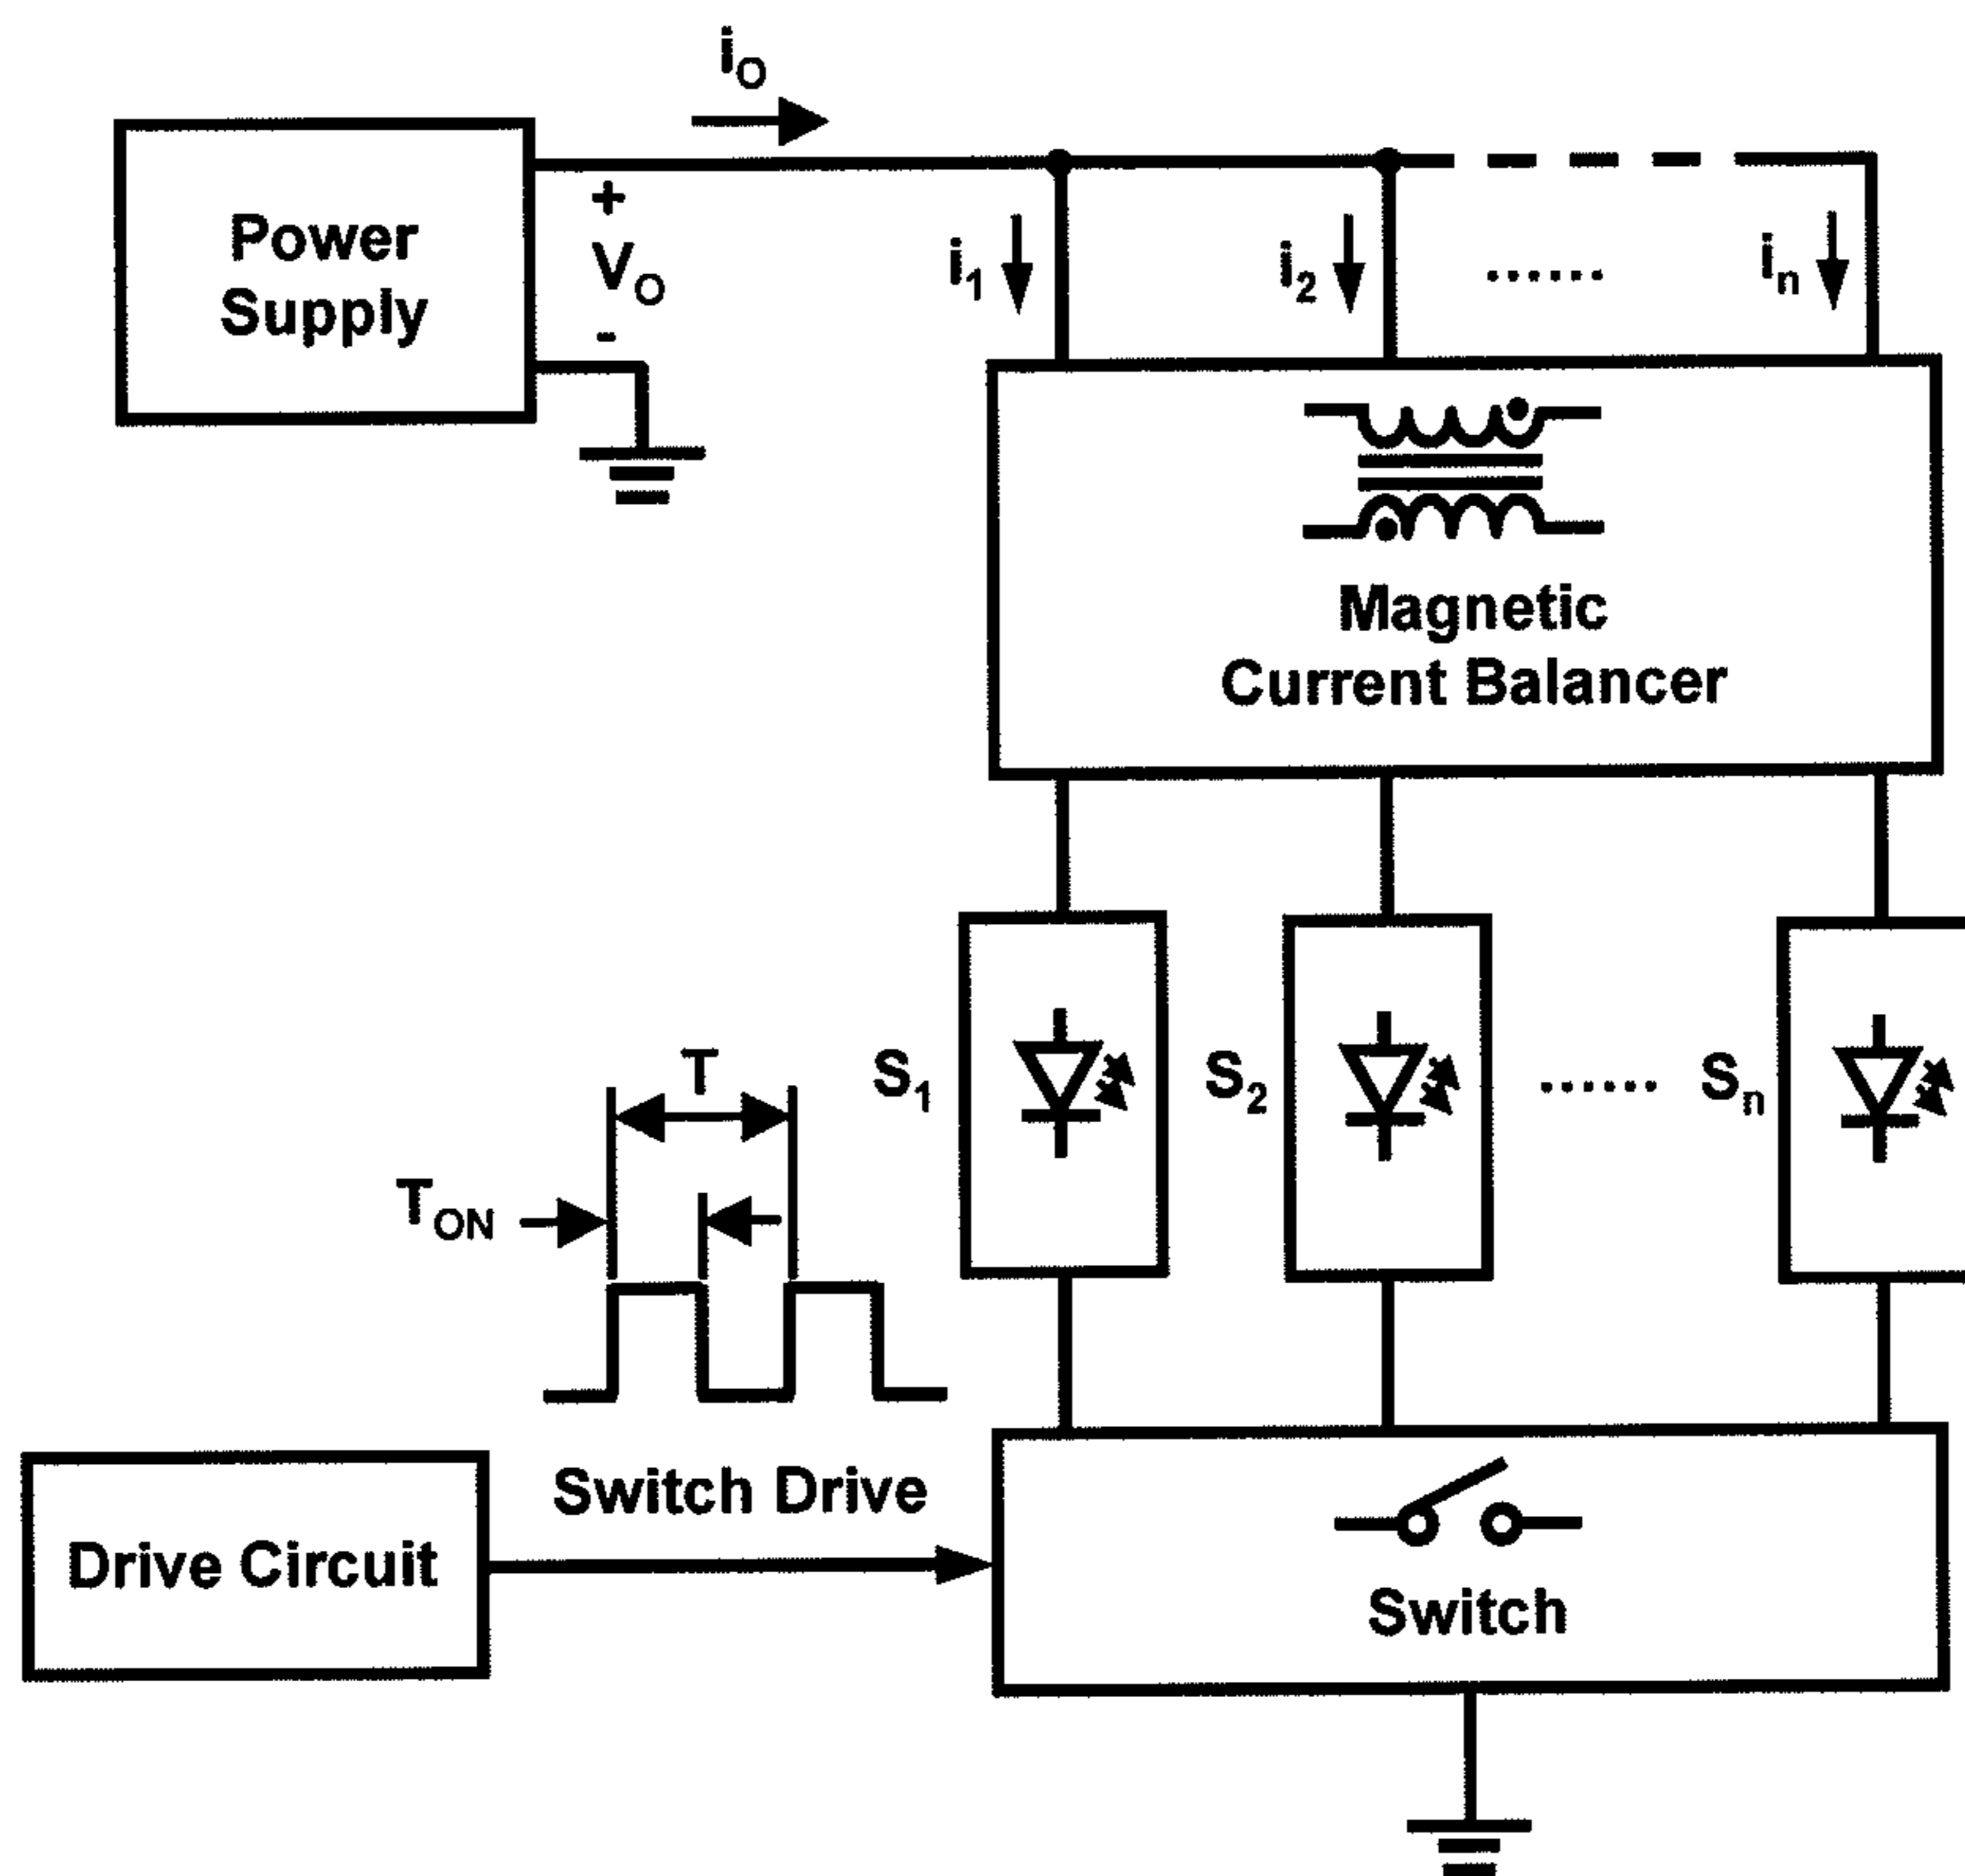 iO
Power
Supply
+
VO
-
i1
i2
......
in
Magnetic
Current Balancer
S1
S2
......
Sn
T
TON
Switch Drive
Drive Circuit
Switch